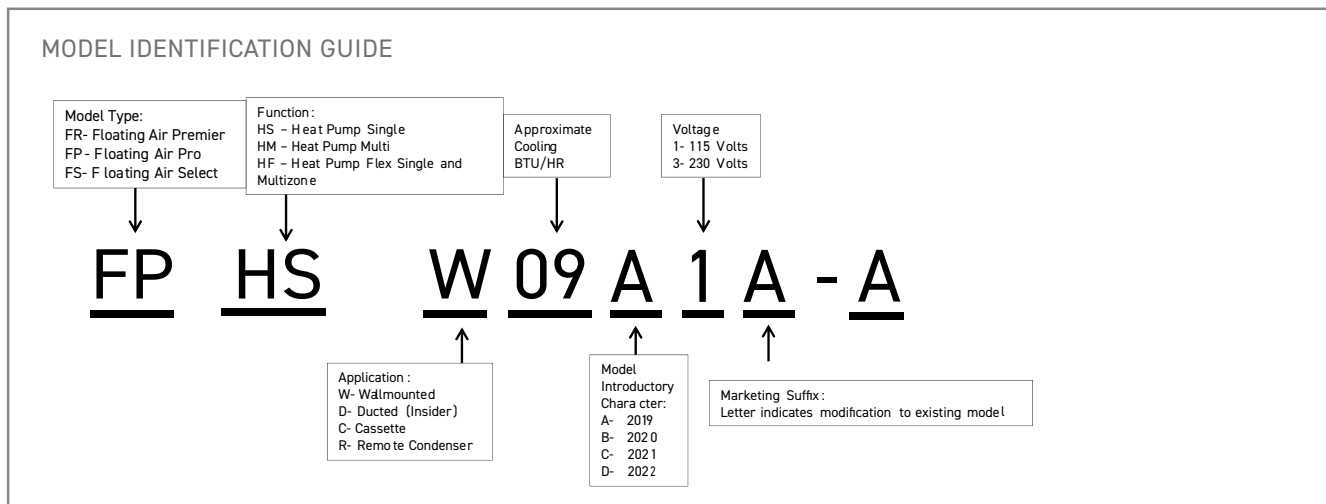 MODEL IDENTIFICATION GUIDE
Model Type:
FR- Floating Air Premier
FP- Floating Air Pro
FS- Floating Air Select
Function:
HS – Heat Pump Single
HM – Heat Pump Multi
HF – Heat Pump Flex Single and
Multizone
Approximate
Cooling
BTU/HR
Voltage
1- 115 Volts
3- 230 Volts
FP HS W 09 A 1 A - A
Application:
W- Wallmounted
D- Ducted (Insider)
C- Cassette
R- Remote Condenser
Model
Introductory
Character:
A- 2019
B- 2020
C- 2021
D- 2022
Marketing Suffix:
Letter indicates modification to existing model